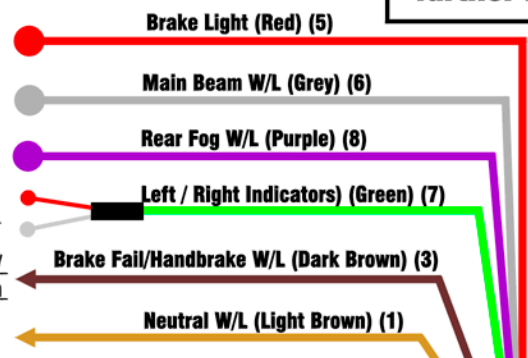 Brake Light (Red) (5)
Main Beam W/L (Grey) (6)
Rear Fog W/L (Purple) (8)
Left / Right Indicators) (Green) (7)
Brake Fail/Handbrake W/L (Dark Brown) (3)
Neutral W/L (Light Brown) (1)